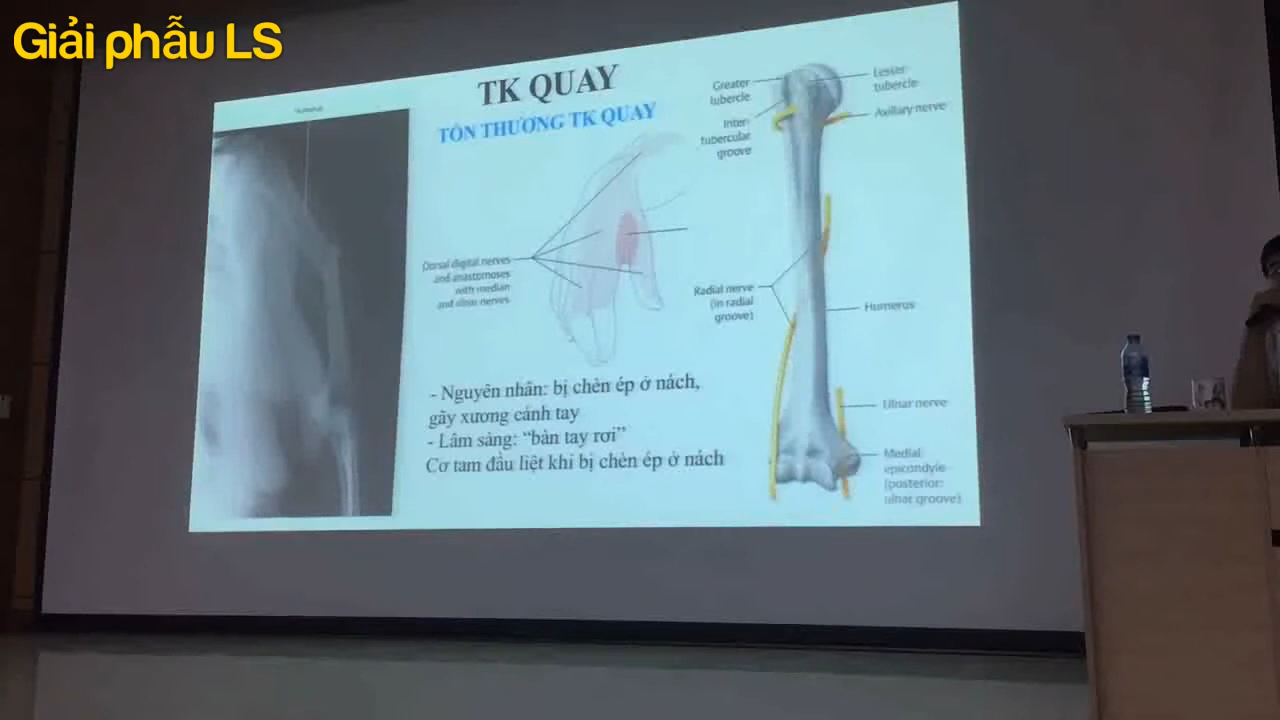 Giải phẫu LS
TK QUAY
TỔN THƯƠNG TK QUAY
Dorsal digital nerves
and anastomoses
with median
and ulnar nerves
- Nguyên nhân: bị chèn ép ở nách,
gãy xương cánh tay
- Lâm sàng: “bàn tay rơi”
Cơ tam đầu liệt khi bị chèn ép ở nách
Greater
tubercle
Inter-
tubercular
groove
Lesser
tubercle
Axillary nerve
Radial nerve
(in radial
groove)
Humerus
Ulnar nerve
Medial
epicondyle
(posterior:
ulnar groove)